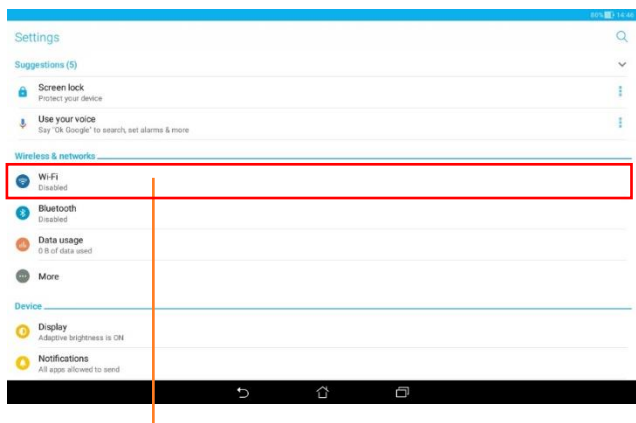 80% 14:46
Settings
Suggestions (5)
Screen lock
Protect your device
Use your voice
Say "Ok Google" to search, set alarms & more
Wireless & networks
Wi-Fi
Disabled
Bluetooth
Disabled
Data usage
0 B of data used
More
Device
Display
Adaptive brightness is ON
Notifications
All apps allowed to send